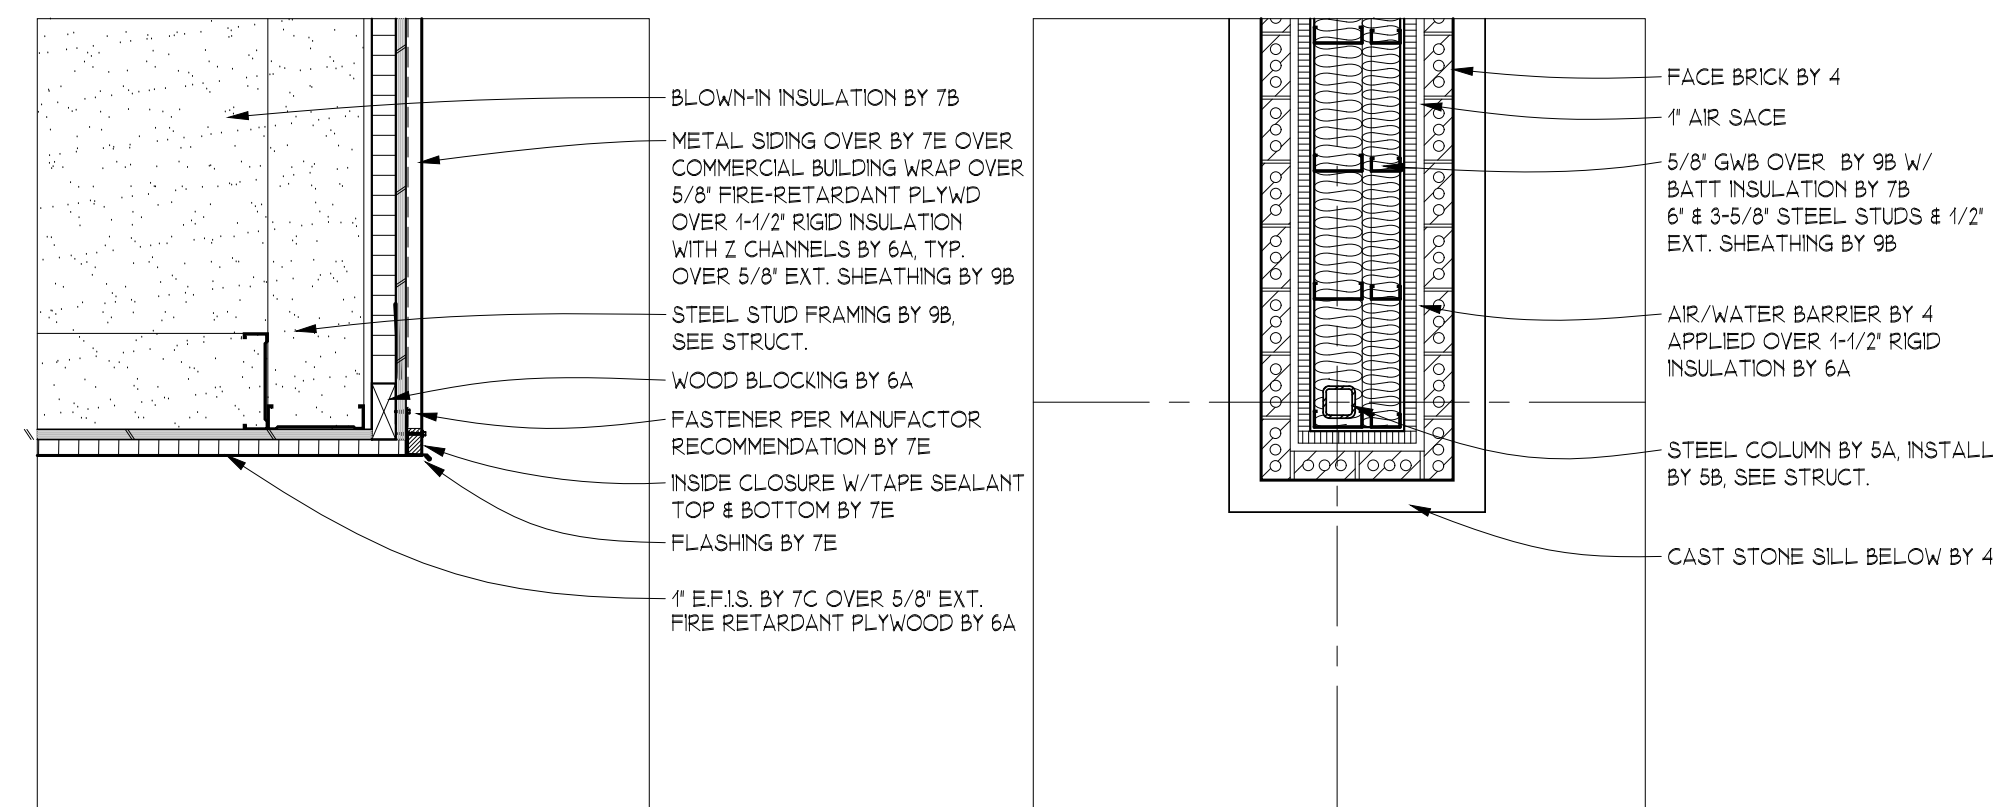 BLOWN-IN INSULATION BY 7B
METAL SIDING OVER BY 7E OVER
COMMERCIAL BUILDING WRAP OVER
5/8" FIRE-RETARDANT PLYWD
OVER 1-1/2" RIGID INSULATION
WITH Z CHANNELS BY 6A, TYP.
OVER 5/8" EXT. SHEATHING BY 9B
STEEL STUD FRAMING BY 9B,
SEE STRUCT.
WOOD BLOCKING BY 6A
FASTENER PER MANUFACTOR
RECOMMENDATION BY 7E
INSIDE CLOSURE W/TAPE SEALANT
TOP & BOTTOM BY 7E
FLASHING BY 7E
1" E.F.I.S. BY 7C OVER 5/8" EXT.
FIRE RETARDANT PLYWOOD BY 6A
FACE BRICK BY 4
1" AIR SACE
5/8" GWB OVER BY 9B W/
BATT INSULATION BY 7B
6" & 3-5/8" STEEL STUDS & 1/2"
EXT. SHEATHING BY 9B
AIR/WATER BARRIER BY 4
APPLIED OVER 1-1/2" RIGID
INSULATION BY 6A
STEEL COLUMN BY 5A, INSTALL
BY 5B, SEE STRUCT.
CAST STONE SILL BELOW BY 4